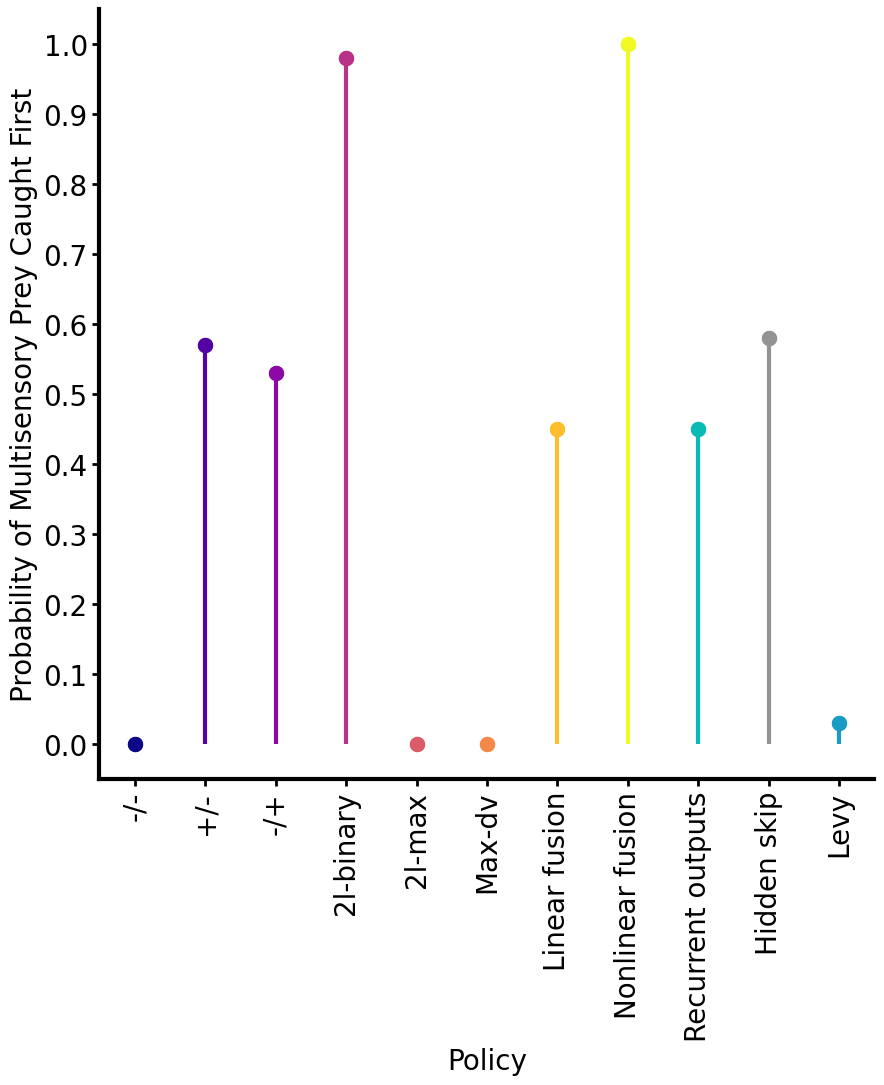 Probability of Multisensory Prey Caught First
1.0
0.9
0.8
0.7
0.6
0.5
0.4
0.3
0.2
0.1
0.0
-/-
+/-
-/+
2l-binary
2l-max
Max-dv
Linear fusion
Nonlinear fusion
Recurrent outputs
Hidden skip
Levy
Policy